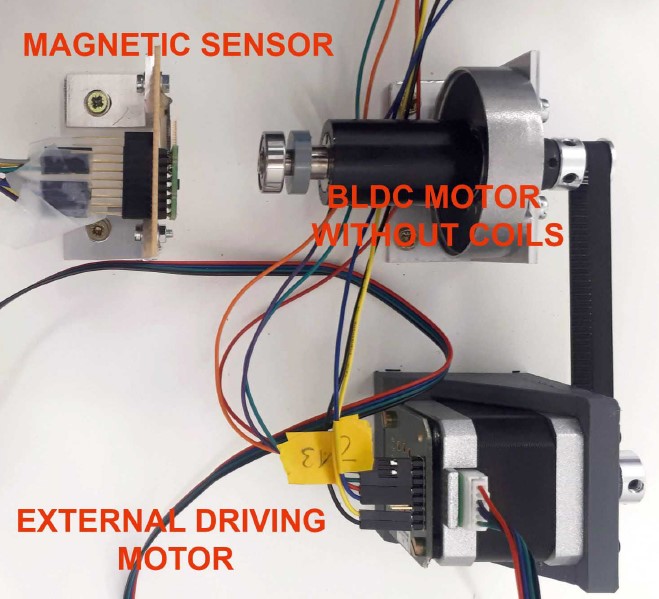 MAGNETIC SENSOR
BLDC MOTOR
WITHOUT COILS
EXTERNAL DRIVING
MOTOR